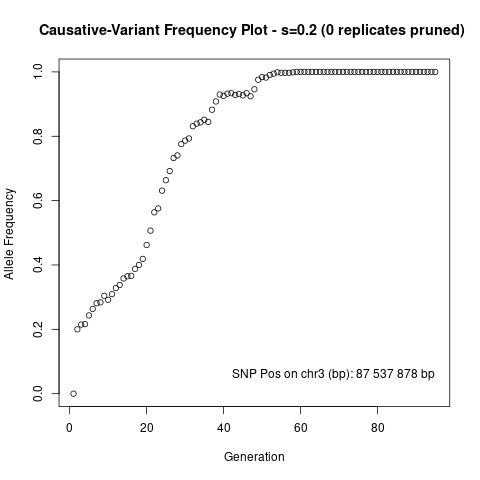 Causative-Variant Frequency Plot - s=0.2 (0 replicates pruned)
Allele Frequency
1.0
0.8
0.6
0.4
0.2
0.0
SNP Pos on chr3 (bp): 87 537 878 bp
0 20 40 60 80
Generation